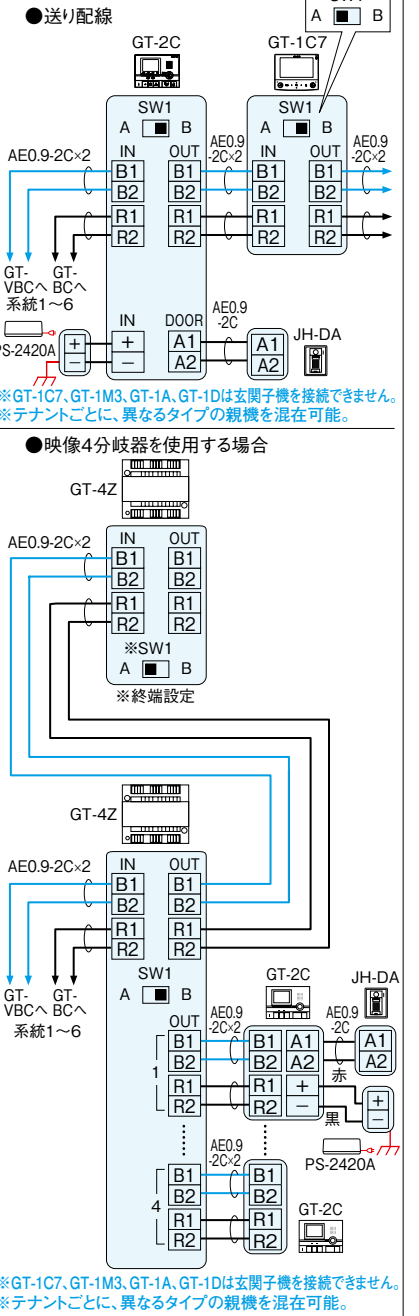 ●送り配線
A B
GT-2C
GT-1C7
SW1
A B
SW1
A B
AE0.9-2C×2
IN
OUT
AE0.9
-2C×2
IN
OUT
AE0.9
-2C×2
B1
B1
B1
B1
B2
B2
B2
B2
R1
R1
R1
R1
R2
R2
R2
R2
GT-
VBCへ
GT-
BCへ
系統1～6
IN
DOOR
AE0.9
-2C
JH-DA
PS-2420A
+
+
A1
A1
−
−
A2
A2
※GT-1C7、GT-1M3、GT-1A、GT-1Dは玄関子機を接続できません。
※テナントごとに、異なるタイプの親機を混在可能。
●映像4分岐器を使用する場合
GT-4Z
AE0.9-2C×2
IN
OUT
B1
B1
B2
B2
R1
R1
R2
R2
※SW1
A B
※終端設定
GT-4Z
AE0.9-2C×2
IN
OUT
B1
B1
B2
B2
R1
R1
R2
R2
SW1
A B
GT-
VBCへ
GT-
BCへ
系統1～6
GT-2C
JH-DA
OUT
AE0.9
-2C×2
AE0.9
-2C
1
B1
B1
A1
A1
B2
B2
A2
A2
赤
R1
R1
+
+
R2
R2
−
−
黒
PS-2420A
AE0.9
-2C×2
4
B1
B1
B2
B2
R1
R1
R2
R2
GT-2C
※GT-1C7、GT-1M3、GT-1A、GT-1Dは玄関子機を接続できません。
※テナントごとに、異なるタイプの親機を混在可能。